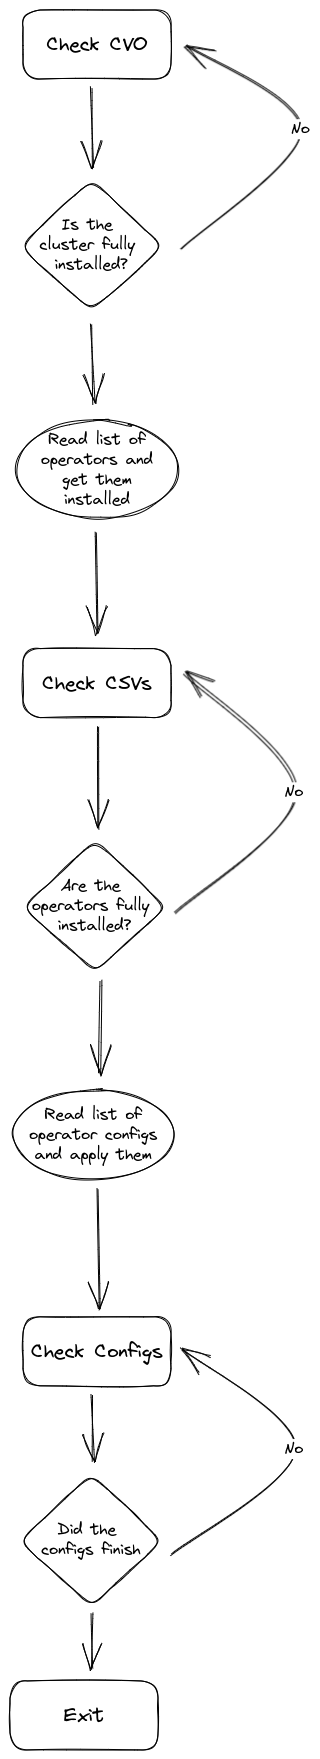 Check CVO
No
Is the
cluster fully
installed?
Read list of
operators and
get them
installed
Check CSVs
No
Are the
operators fully
installed?
Read list of
operator configs
and apply them
Check Configs
No
Did the
configs finish
Exit